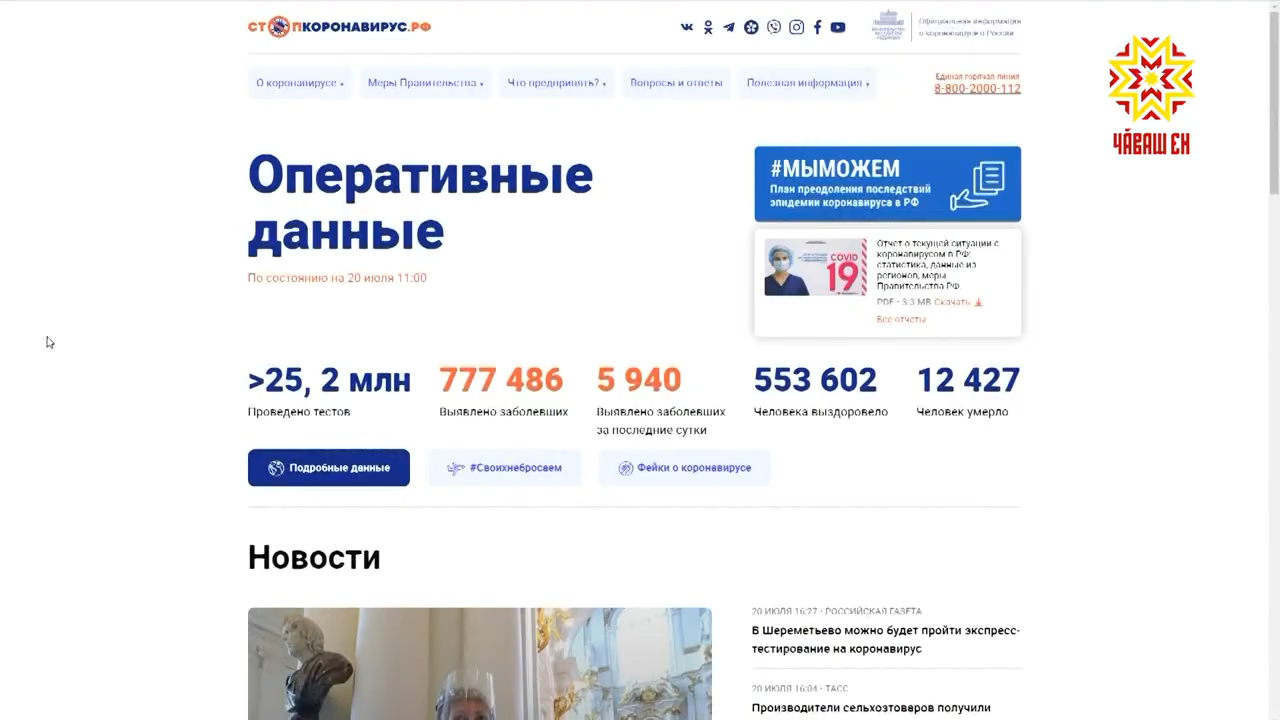 СТОПКОРОНАВИРУС.РФ
Официальная информация
о коронавирусе в России
О коронавирусе
Меры Правительства
Что предпринять?
Вопросы и ответы
Полезная информация
Единая горячая линия
8-800-2000-112
ЧӐВАШ ЕН
Оперативные
данные
По состоянию на 20 июля 11:00
#МЫМОЖЕМ
План преодоления последствий
эпидемии коронавируса в РФ
COVID
19
Отчет о текущей ситуации с
коронавирусом в РФ:
статистика, данные из
регионов, меры
Правительства РФ
PDF · 3.3 MB Скачать
Все отчеты
>25, 2 млн
Проведено тестов
777 486
Выявлено заболевших
5 940
Выявлено заболевших
за последние сутки
553 602
Человека выздоровело
12 427
Человек умерло
Подробные данные
#Своихнебросаем
Фейки о коронавирусе
Новости
20 ИЮЛЯ 16:27 · РОССИЙСКАЯ ГАЗЕТА
В Шереметьево можно будет пройти экспресс-
тестирование на коронавирус
20 ИЮЛЯ 16:04 · ТАСС
Производители сельхозтоваров получили